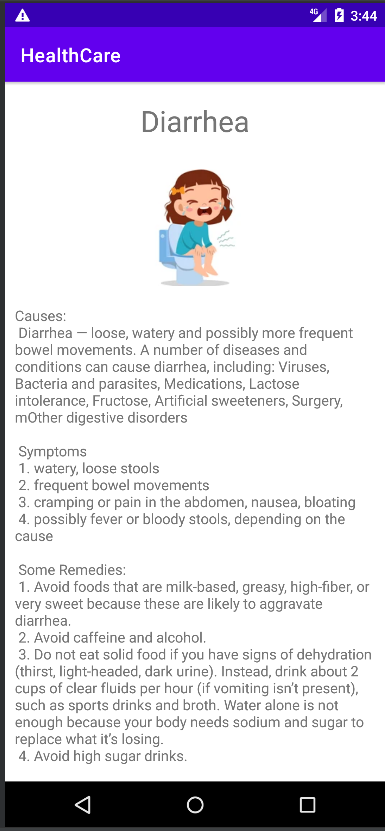 4G 3:44
HealthCare
Diarrhea
Causes:
Diarrhea — loose, watery and possibly more frequent
bowel movements. A number of diseases and
conditions can cause diarrhea, including: Viruses,
Bacteria and parasites, Medications, Lactose
intolerance, Fructose, Artificial sweeteners, Surgery,
mOther digestive disorders
Symptoms
1. watery, loose stools
2. frequent bowel movements
3. cramping or pain in the abdomen, nausea, bloating
4. possibly fever or bloody stools, depending on the
cause
Some Remedies:
1. Avoid foods that are milk-based, greasy, high-fiber, or
very sweet because these are likely to aggravate
diarrhea.
2. Avoid caffeine and alcohol.
3. Do not eat solid food if you have signs of dehydration
(thirst, light-headed, dark urine). Instead, drink about 2
cups of clear fluids per hour (if vomiting isn’t present),
such as sports drinks and broth. Water alone is not
enough because your body needs sodium and sugar to
replace what it’s losing.
4. Avoid high sugar drinks.